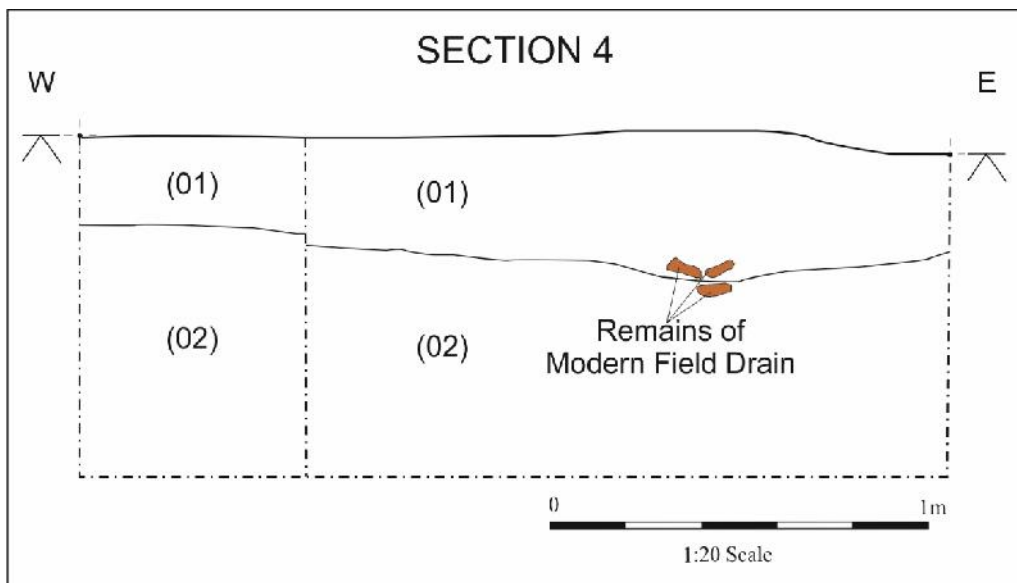 SECTION 4
W
E
(01)
(01)
(02)
(02)
Remains of
Modern Field Drain
0
1m
1:20 Scale